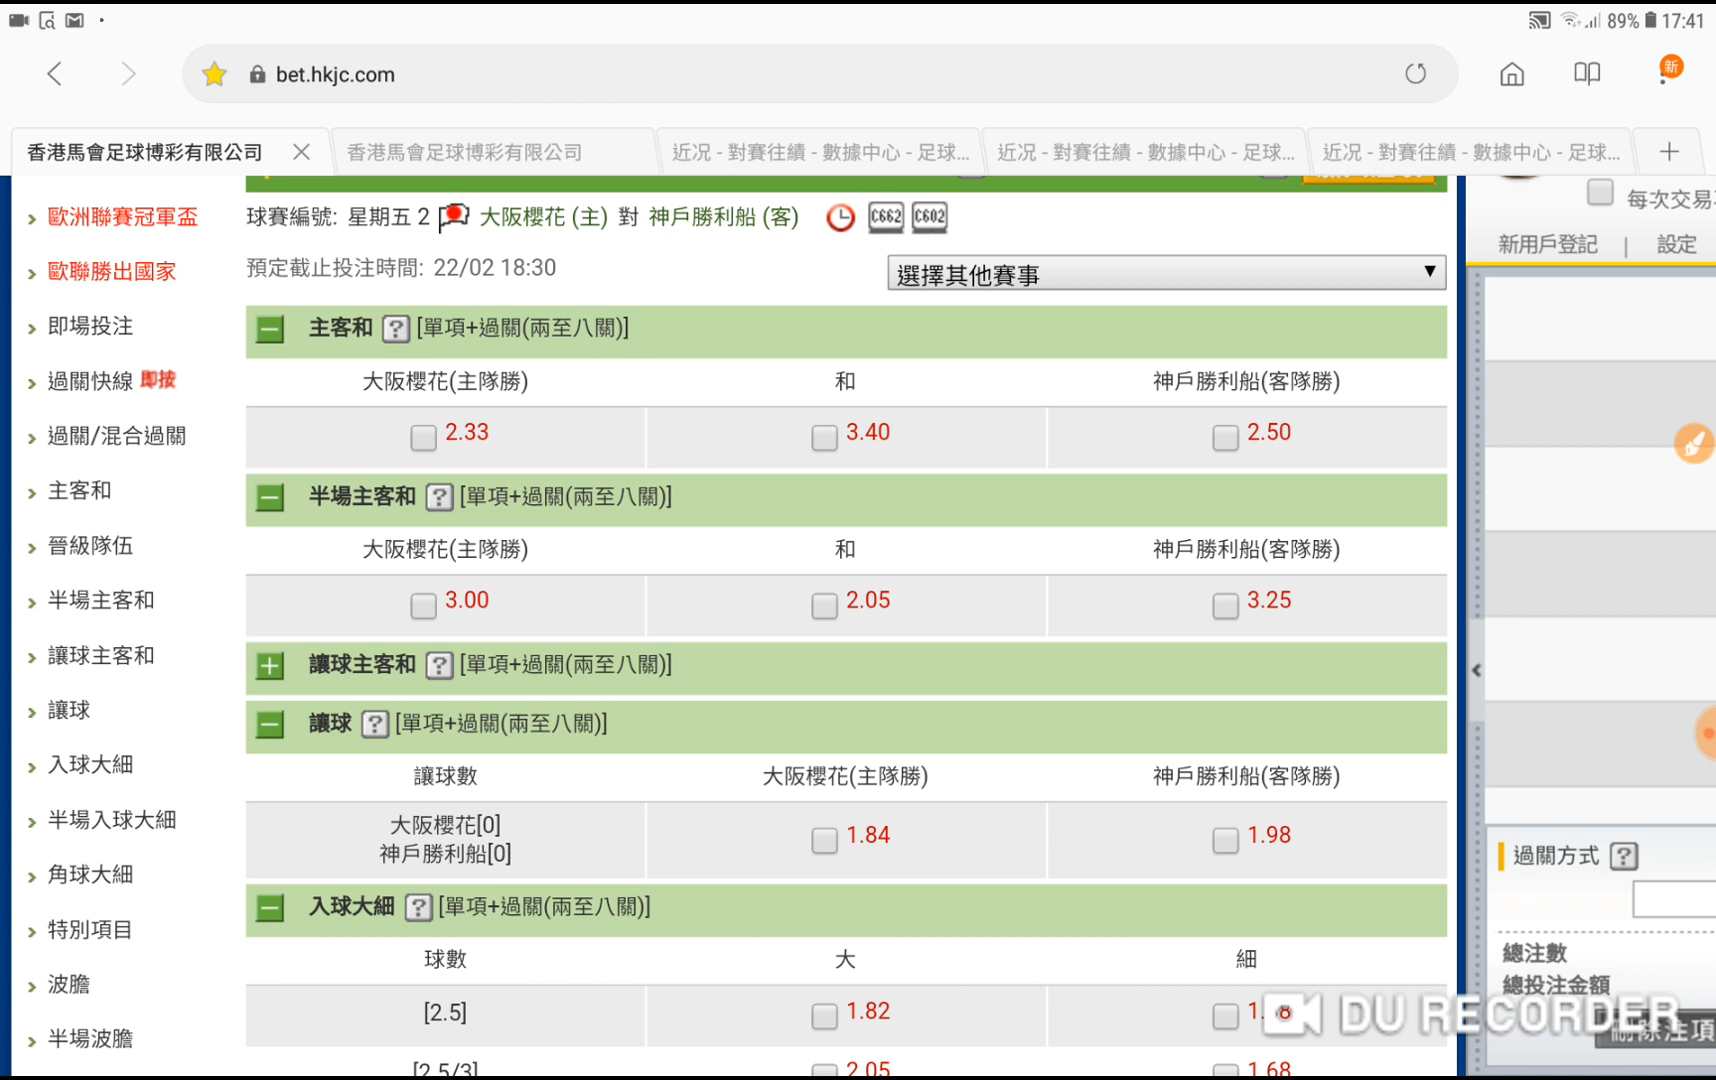 89% 17:41
bet.hkjc.com
新
香港馬會足球博彩有限公司
香港馬會足球博彩有限公司
近況 - 對賽往績 - 數據中心 - 足球...
近況 - 對賽往績 - 數據中心 - 足球...
近況 - 對賽往績 - 數據中心 - 足球...
歐洲聯賽冠軍盃
歐聯勝出國家
即場投注
過關快線 即按
過關/混合過關
主客和
晉級隊伍
半場主客和
讓球主客和
讓球
入球大細
半場入球大細
角球大細
特別項目
波膽
半場波膽
球賽編號: 星期五 2 大阪櫻花 (主) 對 神戶勝利船 (客) C662 C602
預定截止投注時間: 22/02 18:30
選擇其他賽事
主客和 ? [單項+過關(兩至八關)]
大阪櫻花(主隊勝) 和 神戶勝利船(客隊勝)
2.33 3.40 2.50
半場主客和 ? [單項+過關(兩至八關)]
大阪櫻花(主隊勝) 和 神戶勝利船(客隊勝)
3.00 2.05 3.25
讓球主客和 ? [單項+過關(兩至八關)]
讓球 ? [單項+過關(兩至八關)]
讓球數 大阪櫻花(主隊勝) 神戶勝利船(客隊勝)
大阪櫻花[0]
神戶勝利船[0]
1.84 1.98
入球大細 ? [單項+過關(兩至八關)]
球數 大 細
[2.5] 1.82
[2.5/3] 2.05 1.68
每次交易
新用戶登記 | 設定
過關方式 ?
總注數
總投注金額
刪除注項
DU RECORDER